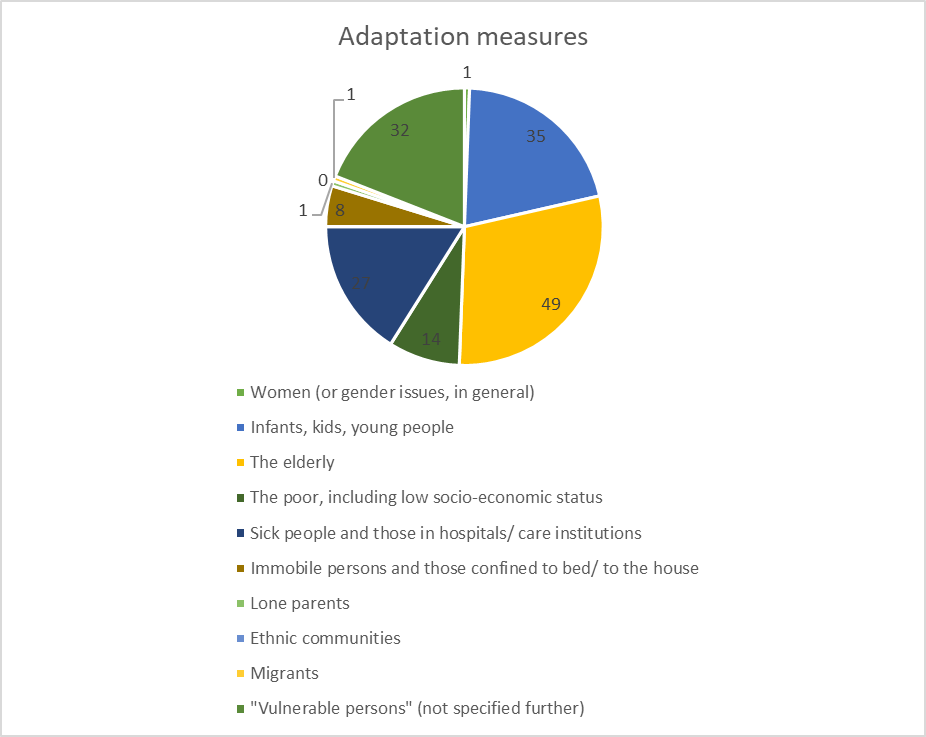 Adaptation measures
1
1
32
35
0
1
8
27
49
14
Women (or gender issues, in general)
Infants, kids, young people
The elderly
The poor, including low socio-economic status
Sick people and those in hospitals/ care institutions
Immobile persons and those confined to bed/ to the house
Lone parents
Ethnic communities
Migrants
"Vulnerable persons" (not specified further)